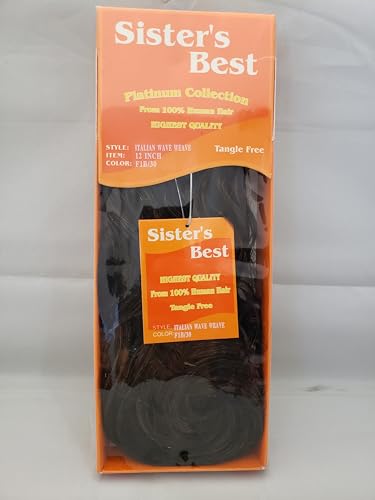 Sister's
Best
Platinum Collection
From 100% Human Hair
HIGHEST QUALITY
STYLE: ITALIAN WAVE WEAVE
ITEM: 12 INCH
COLOR: F1B/30
Tangle Free
Sister's
Best
HIGHEST QUALITY
From 100% Human Hair
Tangle Free
STYLE: ITALIAN WAVE WEAVE
COLOR: F1B/30